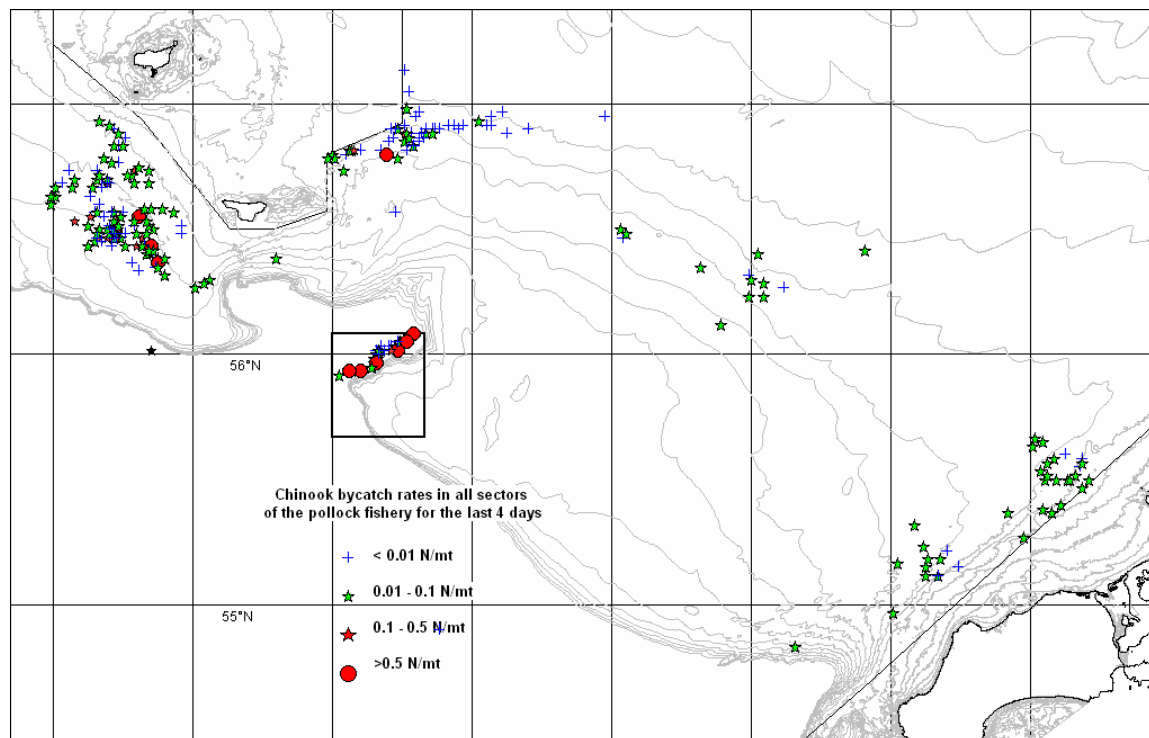 56°N
Chinook bycatch rates in all sectors
of the pollock fishery for the last 4 days
< 0.01 N/mt
0.01 - 0.1 N/mt
55°N
0.1 - 0.5 N/mt
>0.5 N/mt